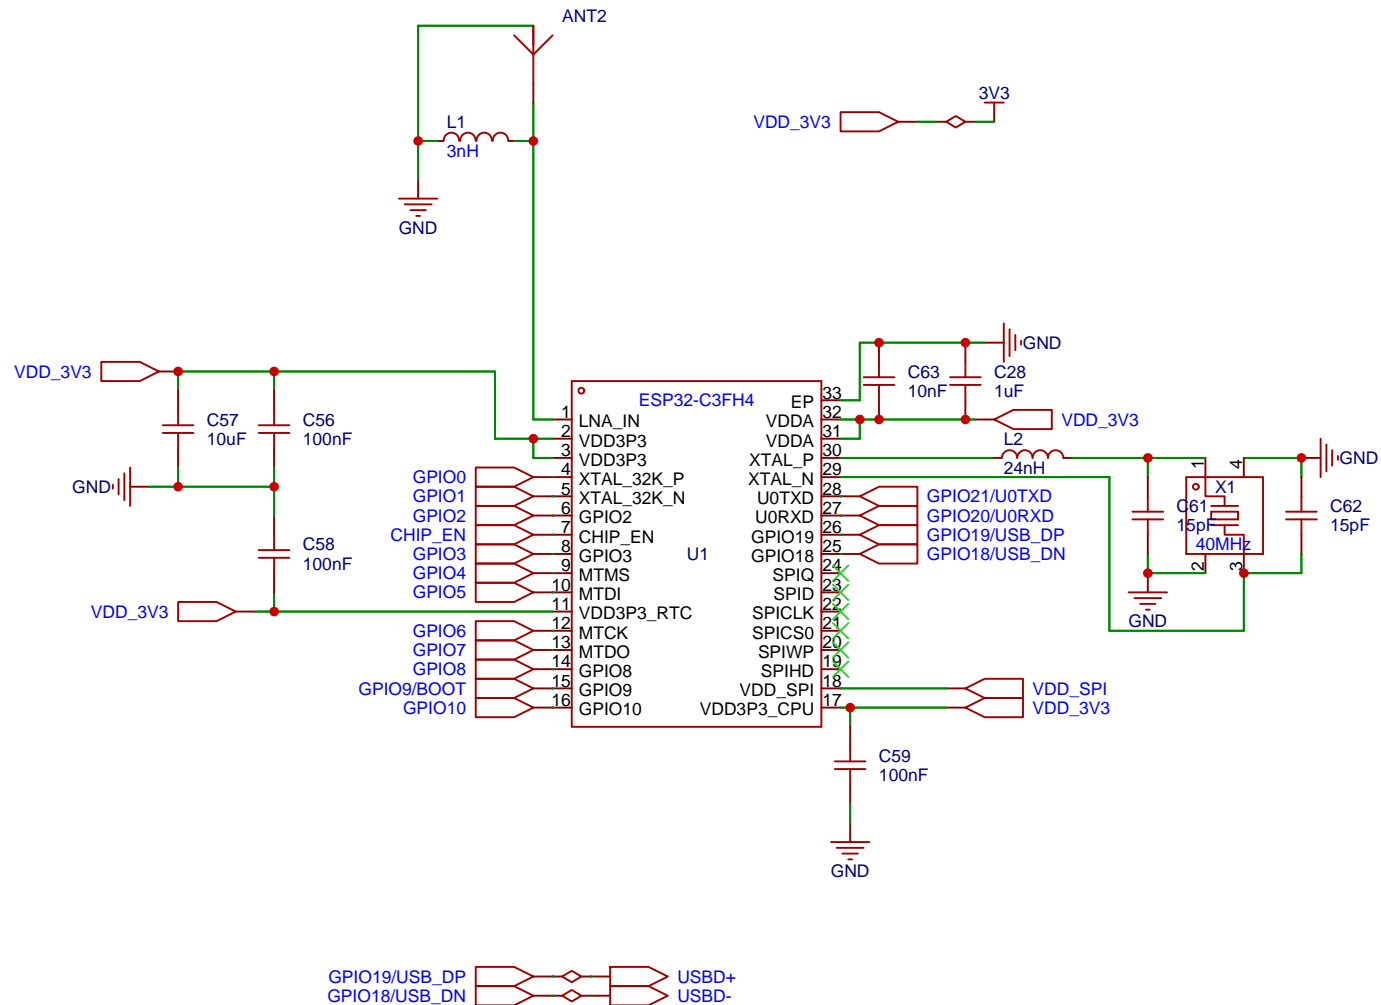 ANT2
L1
3nH
GND
3V3
VDD_3V3
VDD_3V3
C57
10uF
C56
100nF
GND
C58
100nF
VDD_3V3
GPIO0
GPIO1
GPIO2
CHIP_EN
GPIO3
GPIO4
GPIO5
GPIO6
GPIO7
GPIO8
GPIO9/BOOT
GPIO10
ESP32-C3FH4
U1
1 LNA_IN
2 VDD3P3
3 VDD3P3
4 XTAL_32K_P
5 XTAL_32K_N
6 GPIO2
7 CHIP_EN
8 GPIO3
9 MTMS
10 MTDI
11 VDD3P3_RTC
12 MTCK
13 MTDO
14 GPIO8
15 GPIO9
16 GPIO10
EP 33
VDDA 32
VDDA 31
XTAL_P 30
XTAL_N 29
U0TXD 28
U0RXD 27
GPIO19 26
GPIO18 25
SPIQ 24
SPID 23
SPICLK 22
SPICS0 21
SPIWP 20
SPIHD 19
VDD_SPI 18
VDD3P3_CPU 17
GND
C63
10nF
C28
1uF
VDD_3V3
L2
24nH
GPIO21/U0TXD
GPIO20/U0RXD
GPIO19/USB_DP
GPIO18/USB_DN
C61
15pF
1
4
X1
40MHz
2
3
GND
C62
15pF
GND
VDD_SPI
VDD_3V3
C59
100nF
GND
GPIO19/USB_DP USBD+
GPIO18/USB_DN USBD-